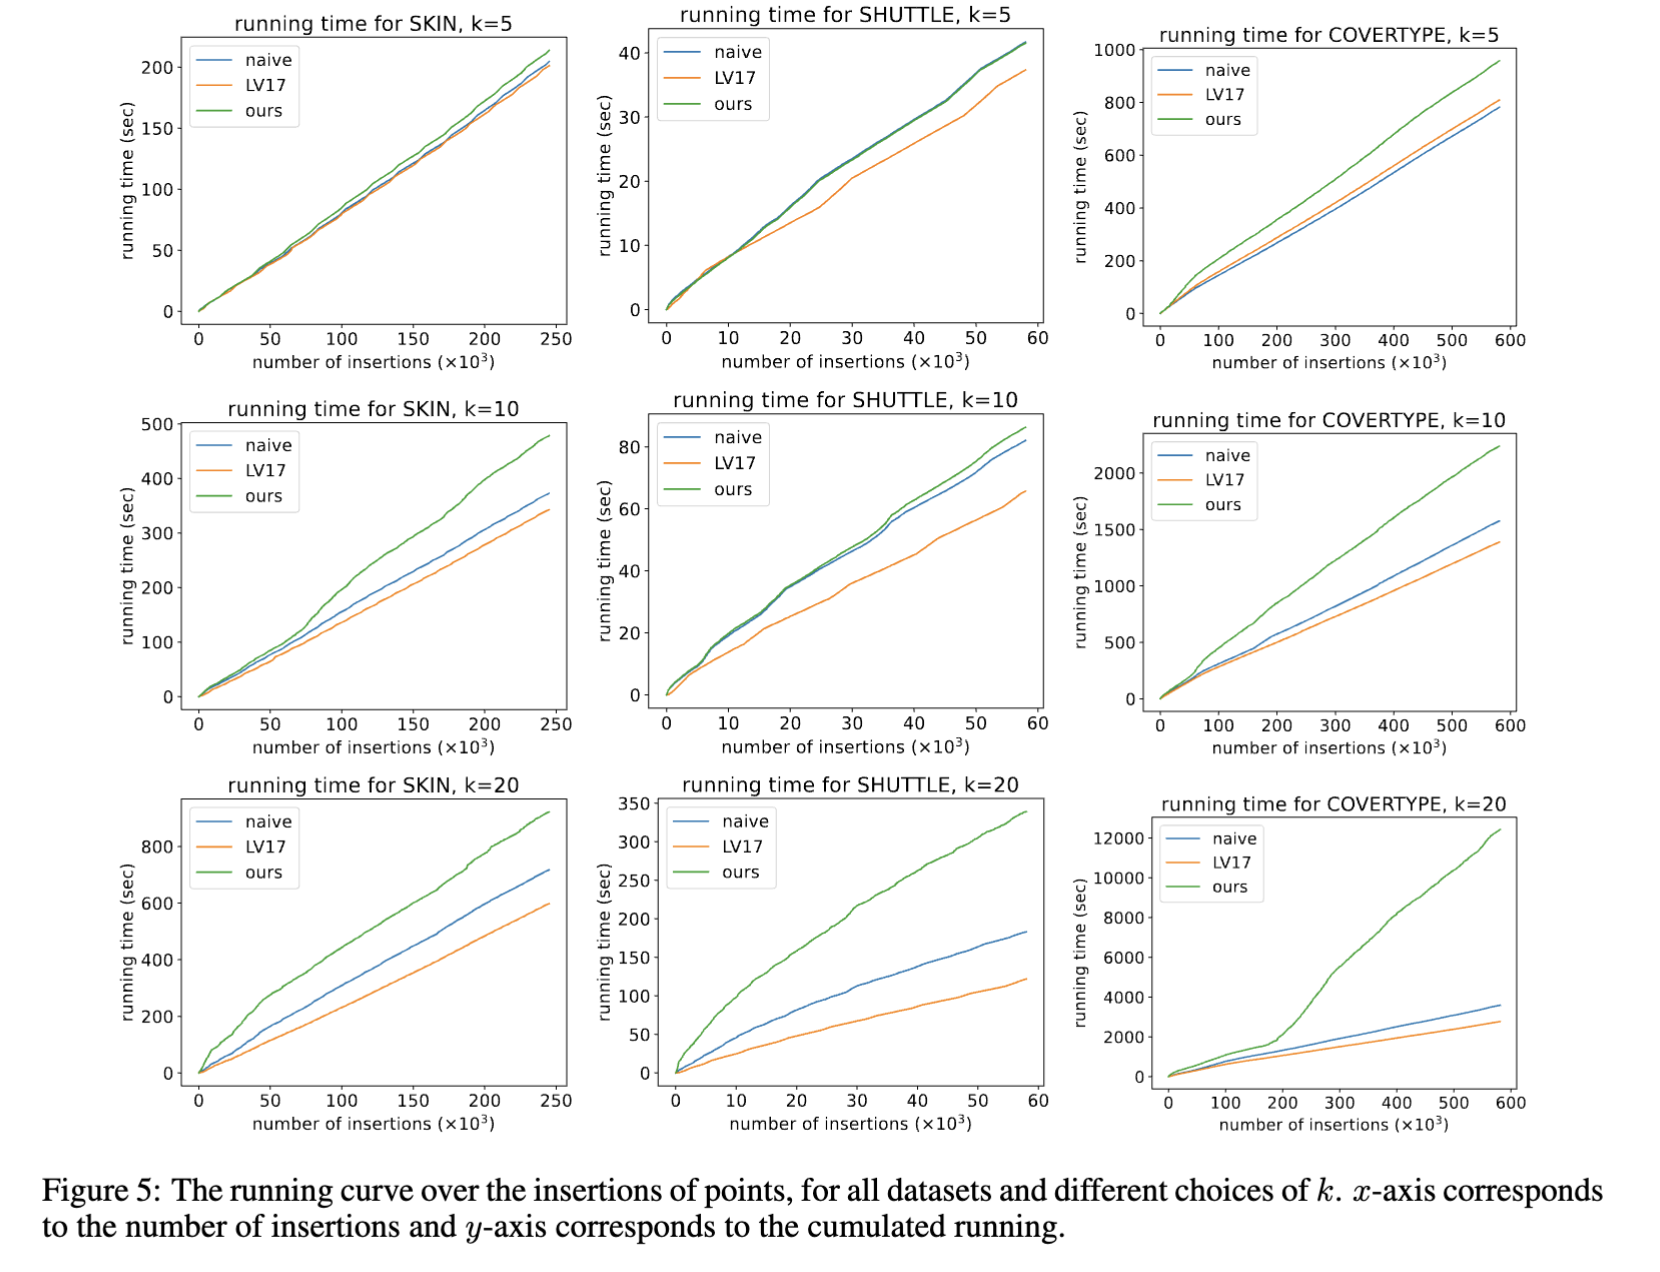 running time for SKIN, k=5
naive
LV17
ours
200
150
100
50
0
running time (sec)
0 50 100 150 200 250
number of insertions (×10³)
running time for SHUTTLE, k=5
naive
LV17
ours
40
30
20
10
0
running time (sec)
0 10 20 30 40 50 60
number of insertions (×10³)
running time for COVERTYPE, k=5
naive
LV17
ours
1000
800
600
400
200
0
running time (sec)
0 100 200 300 400 500 600
number of insertions (×10³)
running time for SKIN, k=10
naive
LV17
ours
500
400
300
200
100
0
running time (sec)
0 50 100 150 200 250
number of insertions (×10³)
running time for SHUTTLE, k=10
naive
LV17
ours
80
60
40
20
0
running time (sec)
0 10 20 30 40 50 60
number of insertions (×10³)
running time for COVERTYPE, k=10
naive
LV17
ours
2000
1500
1000
500
0
running time (sec)
0 100 200 300 400 500 600
number of insertions (×10³)
running time for SKIN, k=20
naive
LV17
ours
800
600
400
200
0
running time (sec)
0 50 100 150 200 250
number of insertions (×10³)
running time for SHUTTLE, k=20
naive
LV17
ours
350
300
250
200
150
100
50
0
running time (sec)
0 10 20 30 40 50 60
number of insertions (×10³)
running time for COVERTYPE, k=20
naive
LV17
ours
12000
10000
8000
6000
4000
2000
0
running time (sec)
0 100 200 300 400 500 600
number of insertions (×10³)
Figure 5: The running curve over the insertions of points, for all datasets and different choices of k. x-axis corresponds
to the number of insertions and y-axis corresponds to the cumulated running.